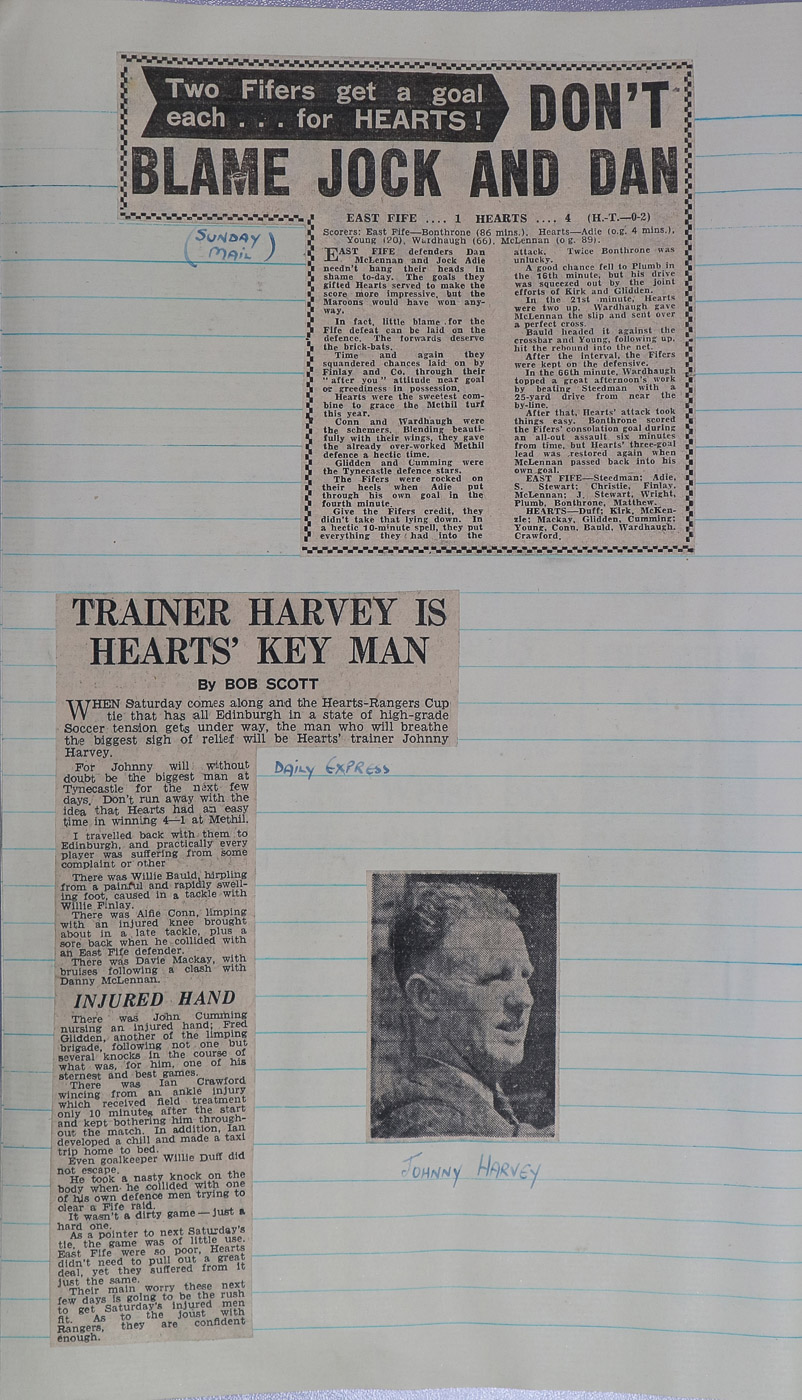 Two Fifers get a goal
each . . . for HEARTS !
DON'T
BLAME JOCK AND DAN
(SUNDAY
MAIL)
EAST FIFE .... 1 HEARTS .... 4 (H.-T.—0-2)
Scorers: East Fife—Bonthrone (86 mins.). Hearts—Adie (o.g. 4 mins.),
Young (20), Wardhaugh (66), McLennan (o.g. 89).
EAST FIFE defenders Dan
McLennan and Jock Adie
needn't hang their heads in
shame to-day. The goals they
gifted Hearts served to make the
score more impressive, but the
Maroons would have won any-
way.
In fact, little blame for the
Fife defeat can be laid on the
defence. The forwards deserve
the brick-bats.
Time and again they
squandered chances laid on by
Finlay and Co. through their
"after you" attitude near goal
or greediness in possession.
Hearts were the sweetest com-
bine to grace the Methil turf
this year.
Conn and Wardhaugh were
the schemers. Blending beauti-
fully with their wings, they gave
the already over-worked Methil
defence a hectic time.
Glidden and Cumming were
the Tynecastle defence stars.
The Fifers were rocked on
their heels when Adie put
through his own goal in the
fourth minute.
Give the Fifers credit, they
didn't take that lying down. In
a hectic 10-minute spell, they put
everything they had into the
attack. Twice Bonthrone was
unlucky.
A good chance fell to Plumb in
the 16th minute, but his drive
was squeezed out by the joint
efforts of Kirk and Glidden.
In the 21st minute, Hearts
were two up. Wardhaugh gave
McLennan the slip and sent over
a perfect cross.
Bauld headed it against the
crossbar and Young, following up,
hit the rebound into the net.
After the interval, the Fifers
were kept on the defensive.
In the 66th minute, Wardhaugh
topped a great afternoon's work
by beating Steedman with a
25-yard drive from near the
by-line.
After that, Hearts' attack took
things easy. Bonthrone scored
the Fifers' consolation goal during
an all-out assault six minutes
from time, but Hearts' three-goal
lead was restored again when
McLennan passed back into his
own goal.
EAST FIFE—Steedman; Adie,
S. Stewart; Christie, Finlay,
McLennan; J. Stewart, Wright,
Plumb, Bonthrone, Matthew.
HEARTS—Duff; Kirk, McKen-
zie; Mackay, Glidden, Cumming;
Young, Conn, Bauld, Wardhaugh,
Crawford.
TRAINER HARVEY IS
HEARTS' KEY MAN
By BOB SCOTT
WHEN Saturday comes along and the Hearts-Rangers Cup
tie that has all Edinburgh in a state of high-grade
Soccer tension gets under way, the man who will breathe
the biggest sigh of relief will be Hearts' trainer Johnny
Harvey.
For Johnny will without
doubt be the biggest man at
Tynecastle for the next few
days. Don't run away with the
idea that Hearts had an easy
time in winning 4—1 at Methil.
I travelled back with them to
Edinburgh, and practically every
player was suffering from some
complaint or other
There was Willie Bauld, hirpling
from a painful and rapidly swell-
ing foot, caused in a tackle with
Willie Finlay.
There was Alfie Conn, limping
with an injured knee brought
about in a late tackle, plus a
sore back when he collided with
an East Fife defender.
There was Davie Mackay, with
bruises following a clash with
Danny McLennan.
INJURED HAND
There was John Cumming
nursing an injured hand; Fred
Glidden, another of the limping
brigade, following not one but
several knocks in the course of
what was, for him, one of his
sternest and best games.
There was Ian Crawford
wincing from an ankle injury
which received field treatment
only 10 minutes after the start
and kept bothering him through-
out the match. In addition, Ian
developed a chill and made a taxi
trip home to bed.
Even goalkeeper Willie Duff did
not escape.
He took a nasty knock on the
body when he collided with one
of his own defence men trying to
clear a Fife raid.
It wasn't a dirty game—just a
hard one.
As a pointer to next Saturday's
tie, the game was of little use.
East Fife were so poor, Hearts
didn't need to pull out a great
deal, yet they suffered from it
just the same.
Their main worry these next
few days is going to be the rush
to get Saturday's injured men
fit. As to the joust with
Rangers, they are confident
enough.
DAILY EXPRESS
JOHNNY HARVEY